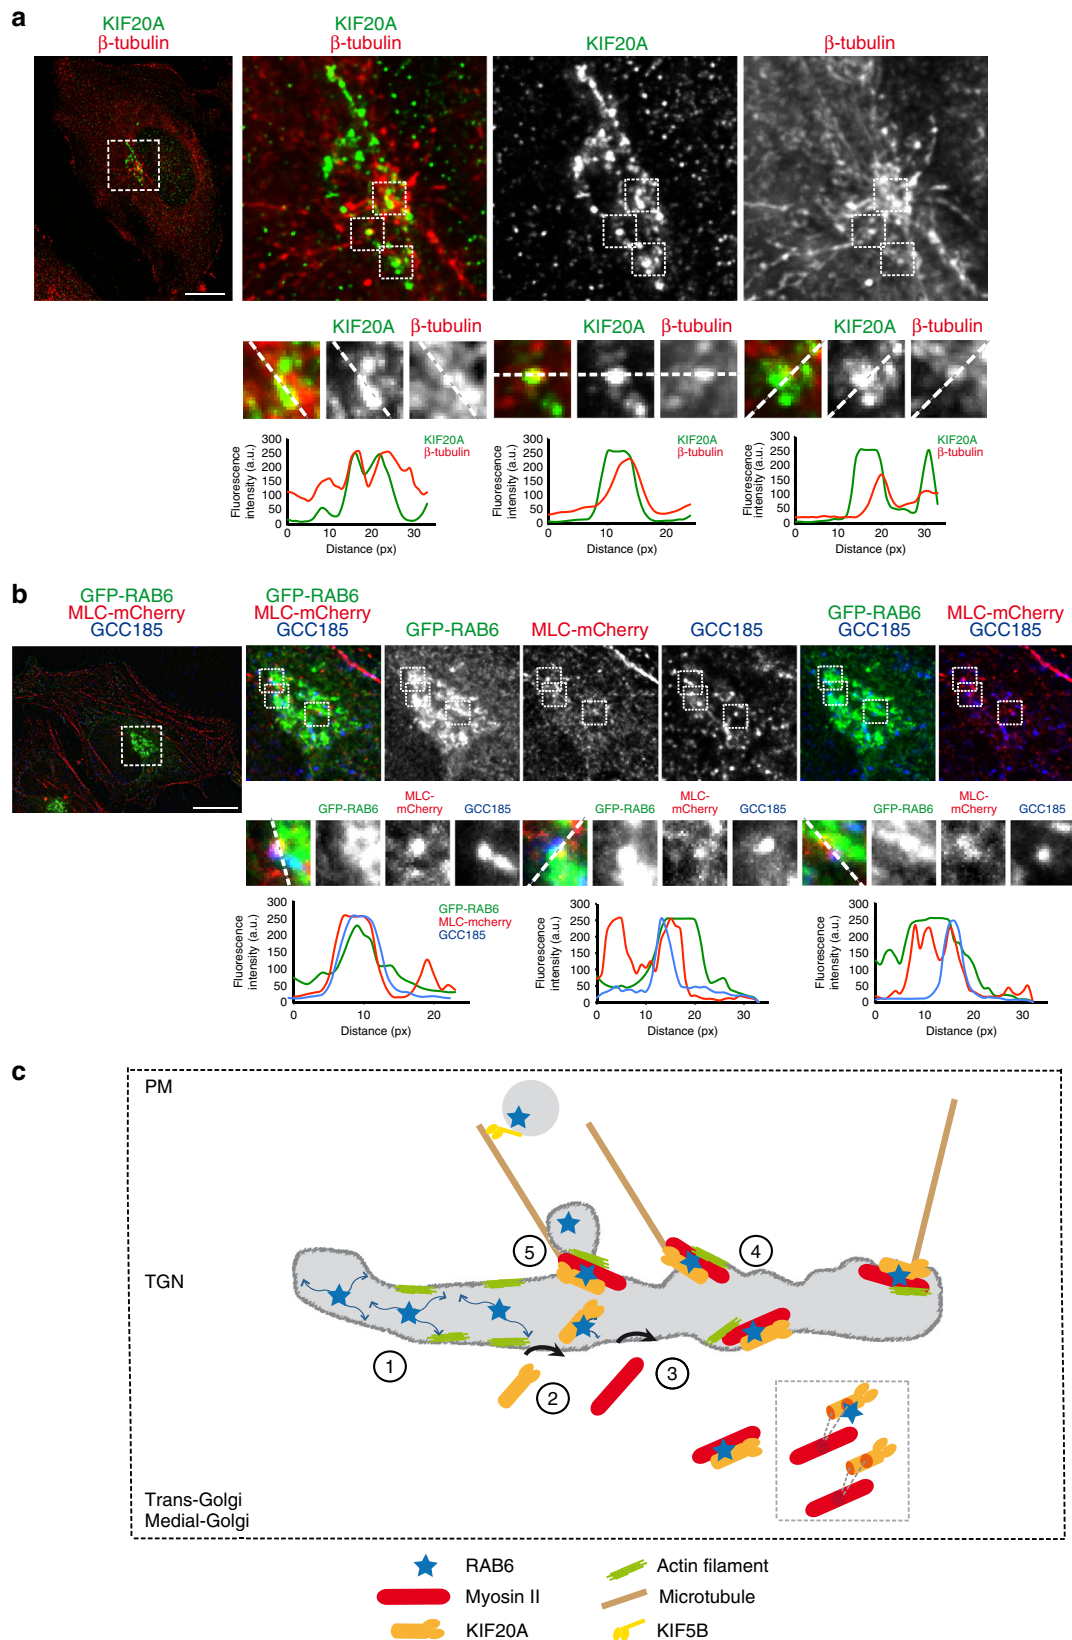 a
KIF20A
β-tubulin
KIF20A
β-tubulin
KIF20A
β-tubulin
KIF20A
β-tubulin
KIF20A
β-tubulin
KIF20A
β-tubulin
Fluorescence
intensity (a.u.)
300
250
200
150
100
50
0
0
10
20
30
Distance (px)
KIF20A
β-tubulin
Fluorescence
intensity (a.u.)
300
250
200
150
100
50
0
0
10
20
Distance (px)
KIF20A
β-tubulin
Fluorescence
intensity (a.u.)
300
250
200
150
100
50
0
0
10
20
30
Distance (px)
KIF20A
β-tubulin
b
GFP-RAB6
MLC-mCherry
GCC185
GFP-RAB6
MLC-mCherry
GCC185
GFP-RAB6
MLC-mCherry
GCC185
GFP-RAB6
GCC185
MLC-mCherry
GCC185
GFP-RAB6
MLC-
mCherry
GCC185
GFP-RAB6
MLC-
mCherry
GCC185
GFP-RAB6
MLC-
mCherry
GCC185
Fluorescence
intensity (a.u.)
300
250
200
150
100
50
0
0
10
20
Distance (px)
GFP-RAB6
MLC-mcherry
GCC185
Fluorescence
intensity (a.u.)
300
250
200
150
100
50
0
0
10
20
30
Distance (px)
Fluorescence
intensity (a.u.)
300
250
200
150
100
50
0
0
10
20
30
Distance (px)
c
PM
TGN
5
4
1
2
3
Trans-Golgi
Medial-Golgi
RAB6
Actin filament
Myosin II
Microtubule
KIF20A
KIF5B